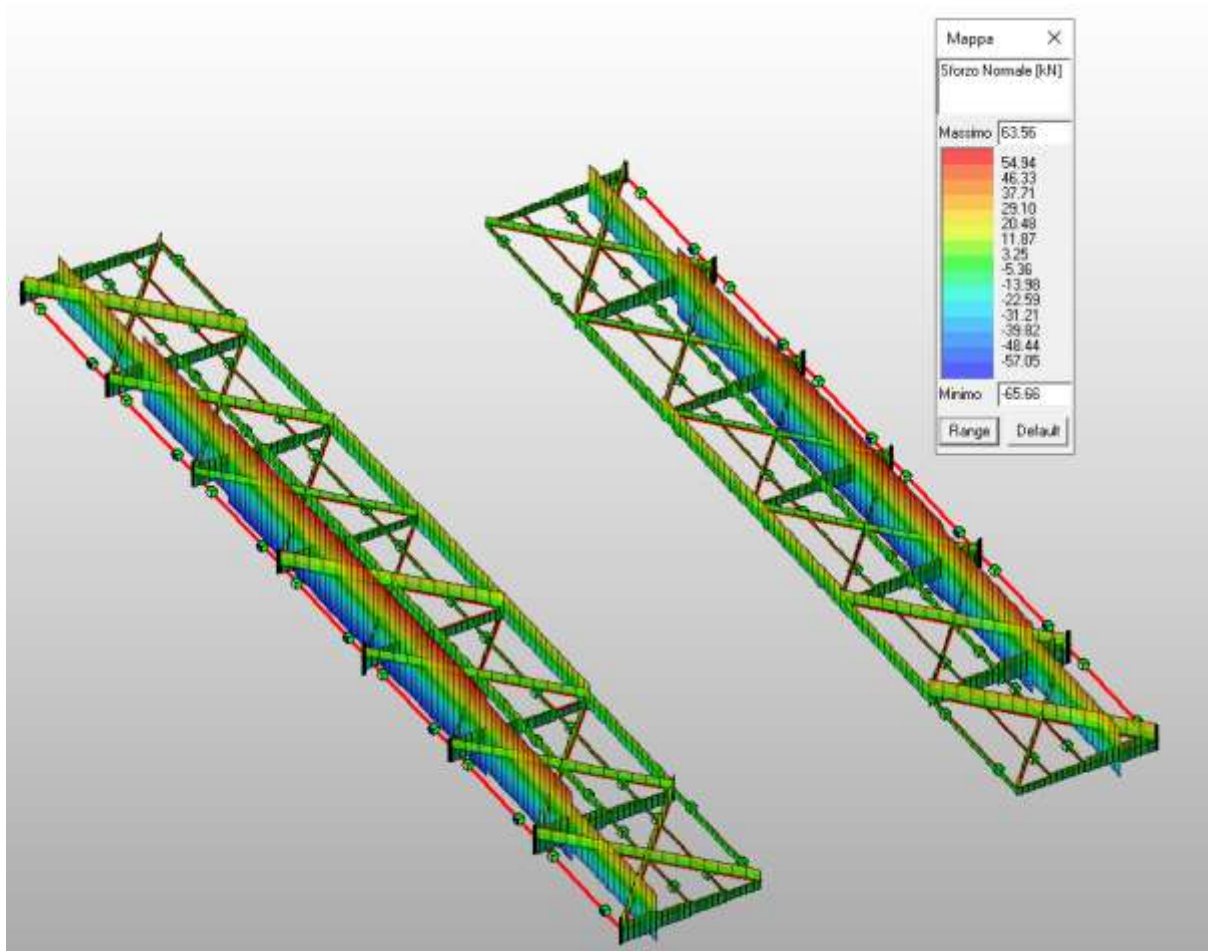 Mappa
Sforzo Normale [kN]
Massimo 63.56
54.94
46.33
37.71
29.10
20.48
11.87
3.25
-5.36
-13.98
-22.59
-31.21
-39.82
-48.44
-57.05
Minimo -65.66
Range Default